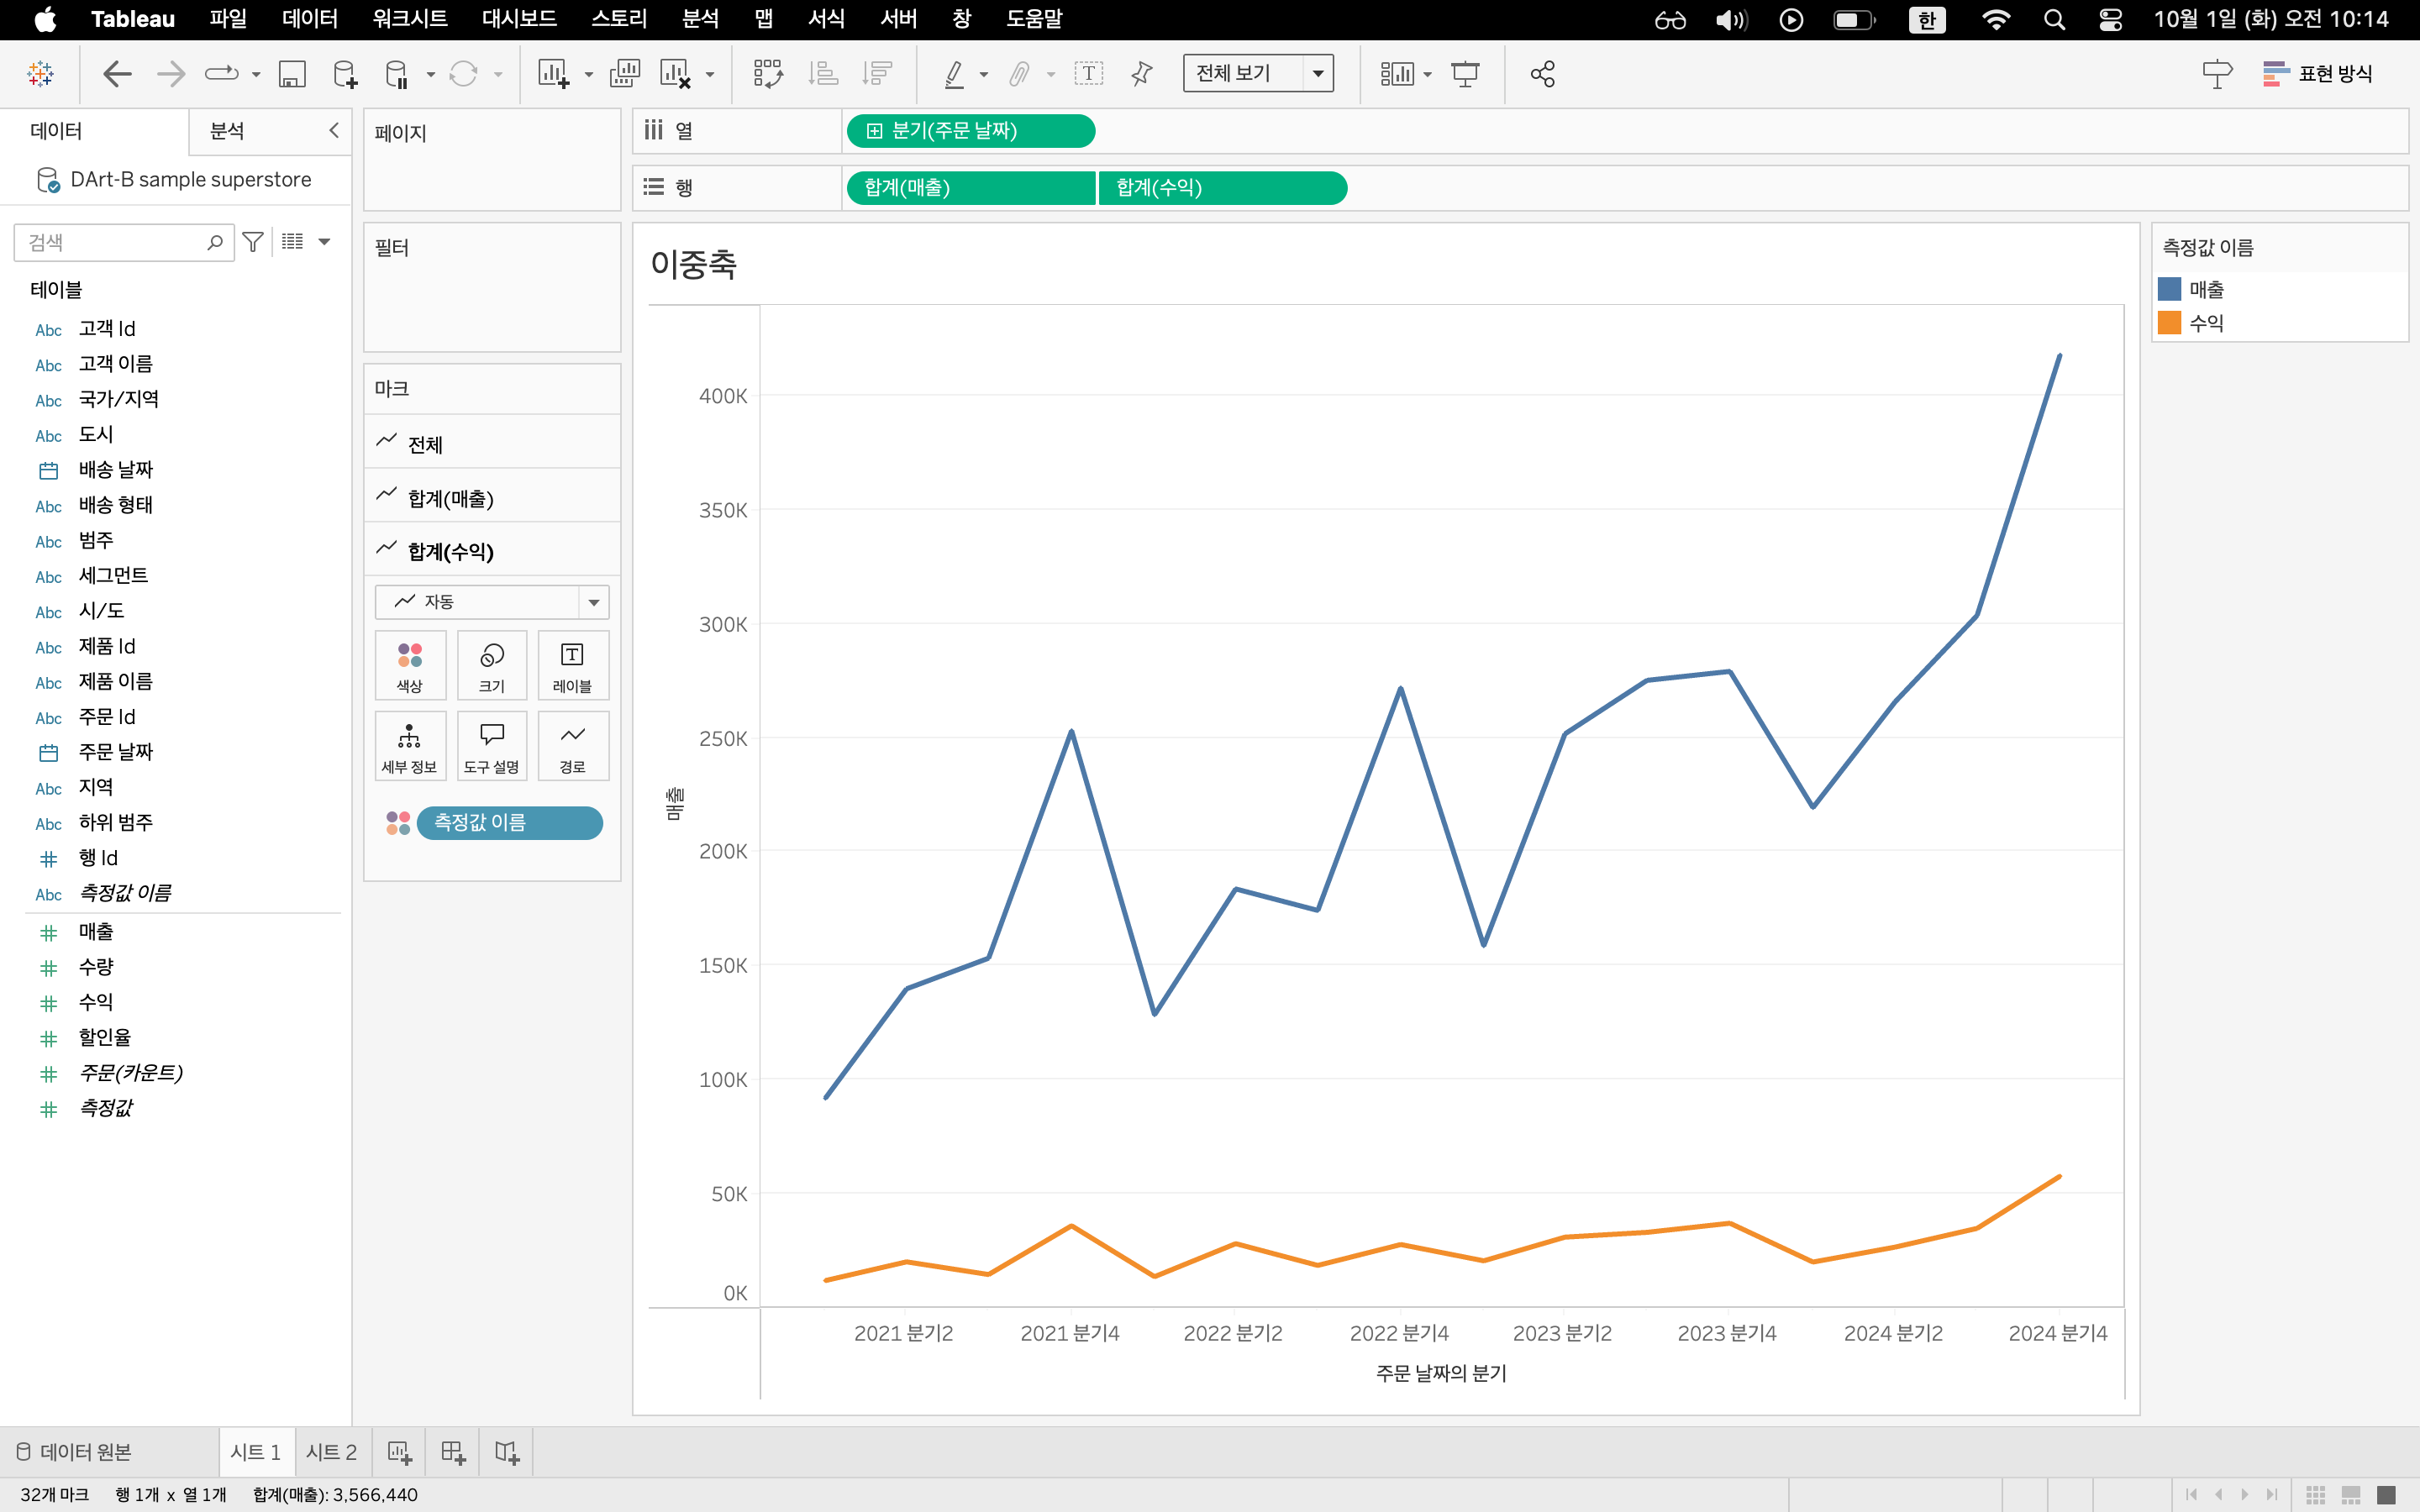 Tableau 파일 데이터 워크시트 대시보드 스토리 분석 맵 서식 서버 창 도움말 한 10월 1일 (화) 오전 10:14
전체 보기 표현 방식
데이터 분석
DArt-B sample superstore
검색
테이블
Abc 고객 Id
Abc 고객 이름
Abc 국가/지역
Abc 도시
배송 날짜
Abc 배송 형태
Abc 범주
Abc 세그먼트
Abc 시/도
Abc 제품 Id
Abc 제품 이름
Abc 주문 Id
주문 날짜
Abc 지역
Abc 하위 범주
행 Id
Abc 측정값 이름
매출
수량
수익
할인율
주문(카운트)
측정값
페이지
필터
마크
전체
합계(매출)
합계(수익)
자동
색상 크기 레이블
세부 정보 도구 설명 경로
측정값 이름
열 분기(주문 날짜)
행 합계(매출) 합계(수익)
이중축
400K
350K
300K
250K
200K
150K
100K
50K
0K
매출
2021 분기2 2021 분기4 2022 분기2 2022 분기4 2023 분기2 2023 분기4 2024 분기2 2024 분기4
주문 날짜의 분기
측정값 이름
매출
수익
데이터 원본 시트 1 시트 2
32개 마크 행 1개 x 열 1개 합계(매출): 3,566,440